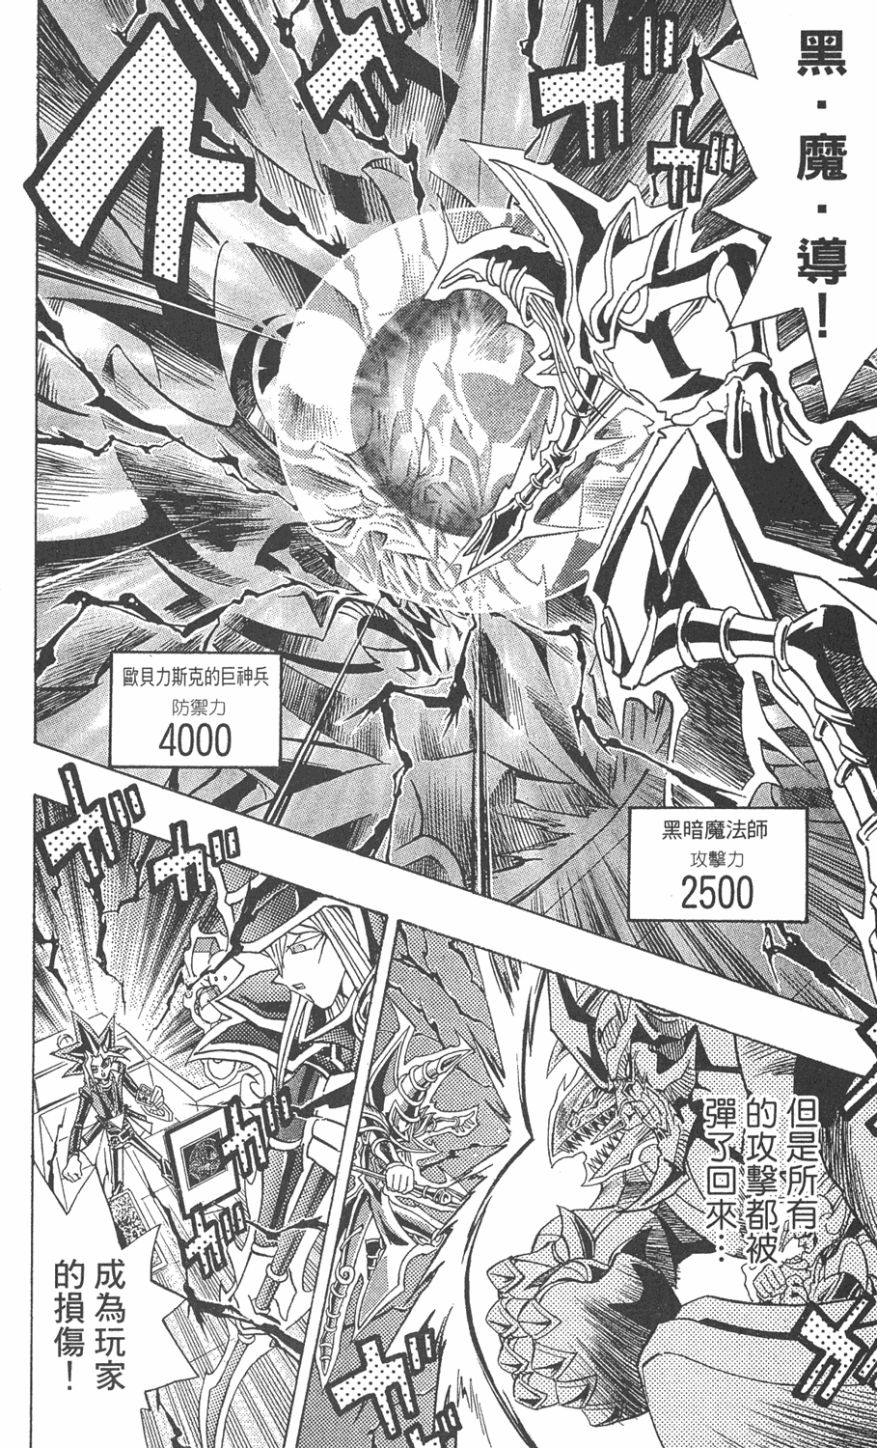 黑・魔・導！
歐貝力斯克的巨神兵
防禦力
4000
黑暗魔法師
攻擊力
2500
但是所有
的攻擊都被
彈了回來…
成為玩家
的損傷！